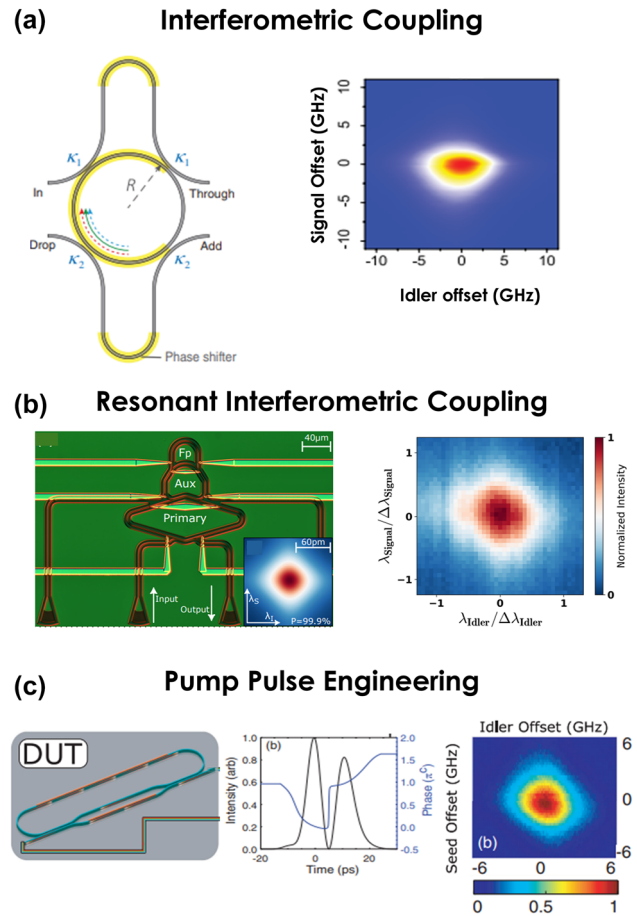 (a) Interferometric Coupling
κ1 κ1
In R Through
Drop Add
κ2 κ2
Phase shifter
Signal Offset (GHz)
10
5
0
-5
-10
-10 -5 0 5 10
Idler offset (GHz)
(b) Resonant Interferometric Coupling
40μm
Fp
Aux
Primary
60pm
Input Output
λS
λI P=99.9%
λSignal/ΔλSignal
1
0
-1
-1 0 1
λIdler/ΔλIdler
1
0
Normalized Intensity
(c) Pump Pulse Engineering
DUT
(b)
Intensity (arb)
1.0
0.8
0.6
0.4
0.2
0.0
-20 0 20
Time (ps)
2.0
1.5
1.0
0.5
0.0
-0.5
Phase (π^c)
Idler Offset (GHz)
Seed Offset (GHz)
6
0
-6
(b)
-6 0 6
0 0.5 1